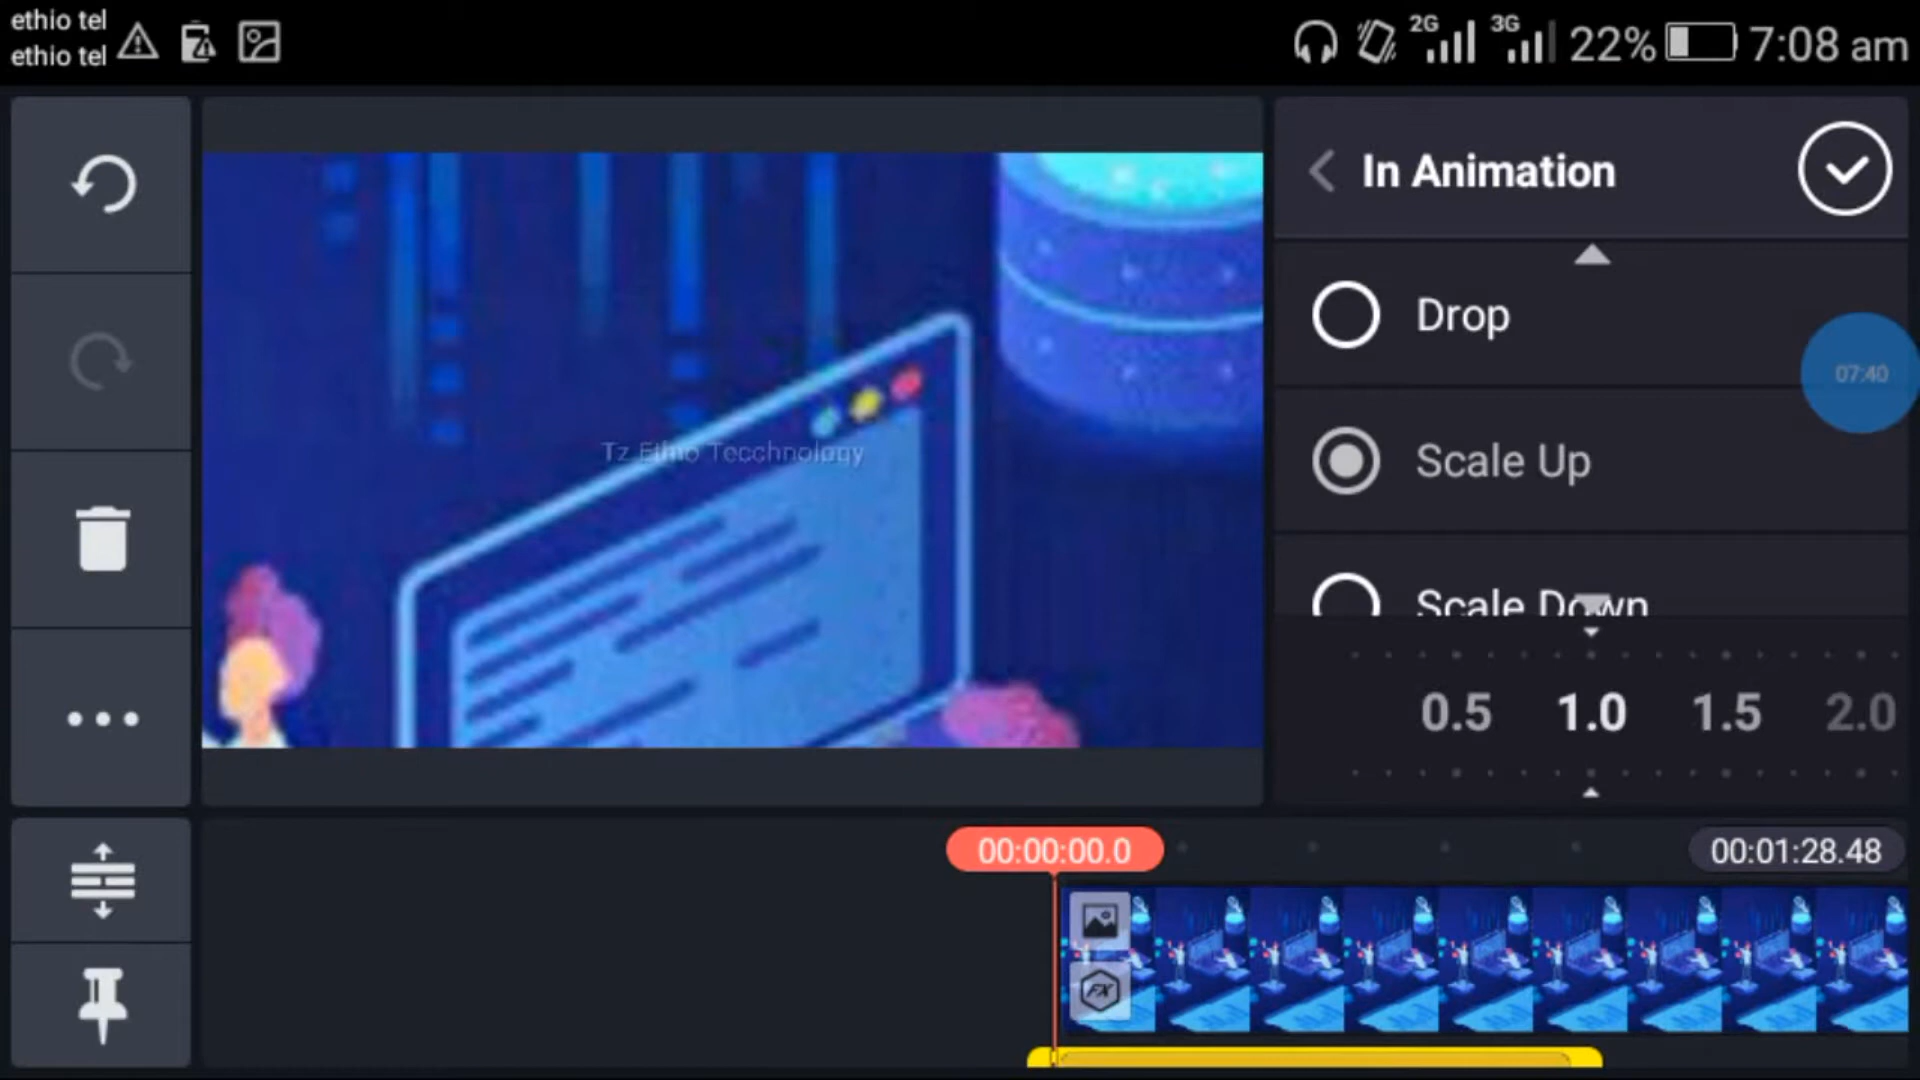 ethio tel
ethio tel
2G
3G
22%
7:08 am
In Animation
Drop
07:40
Scale Up
Scale Down
0.5 1.0 1.5 2.0
Tz Ethio Tecchnology
00:00:00.0
00:01:28.48
FX